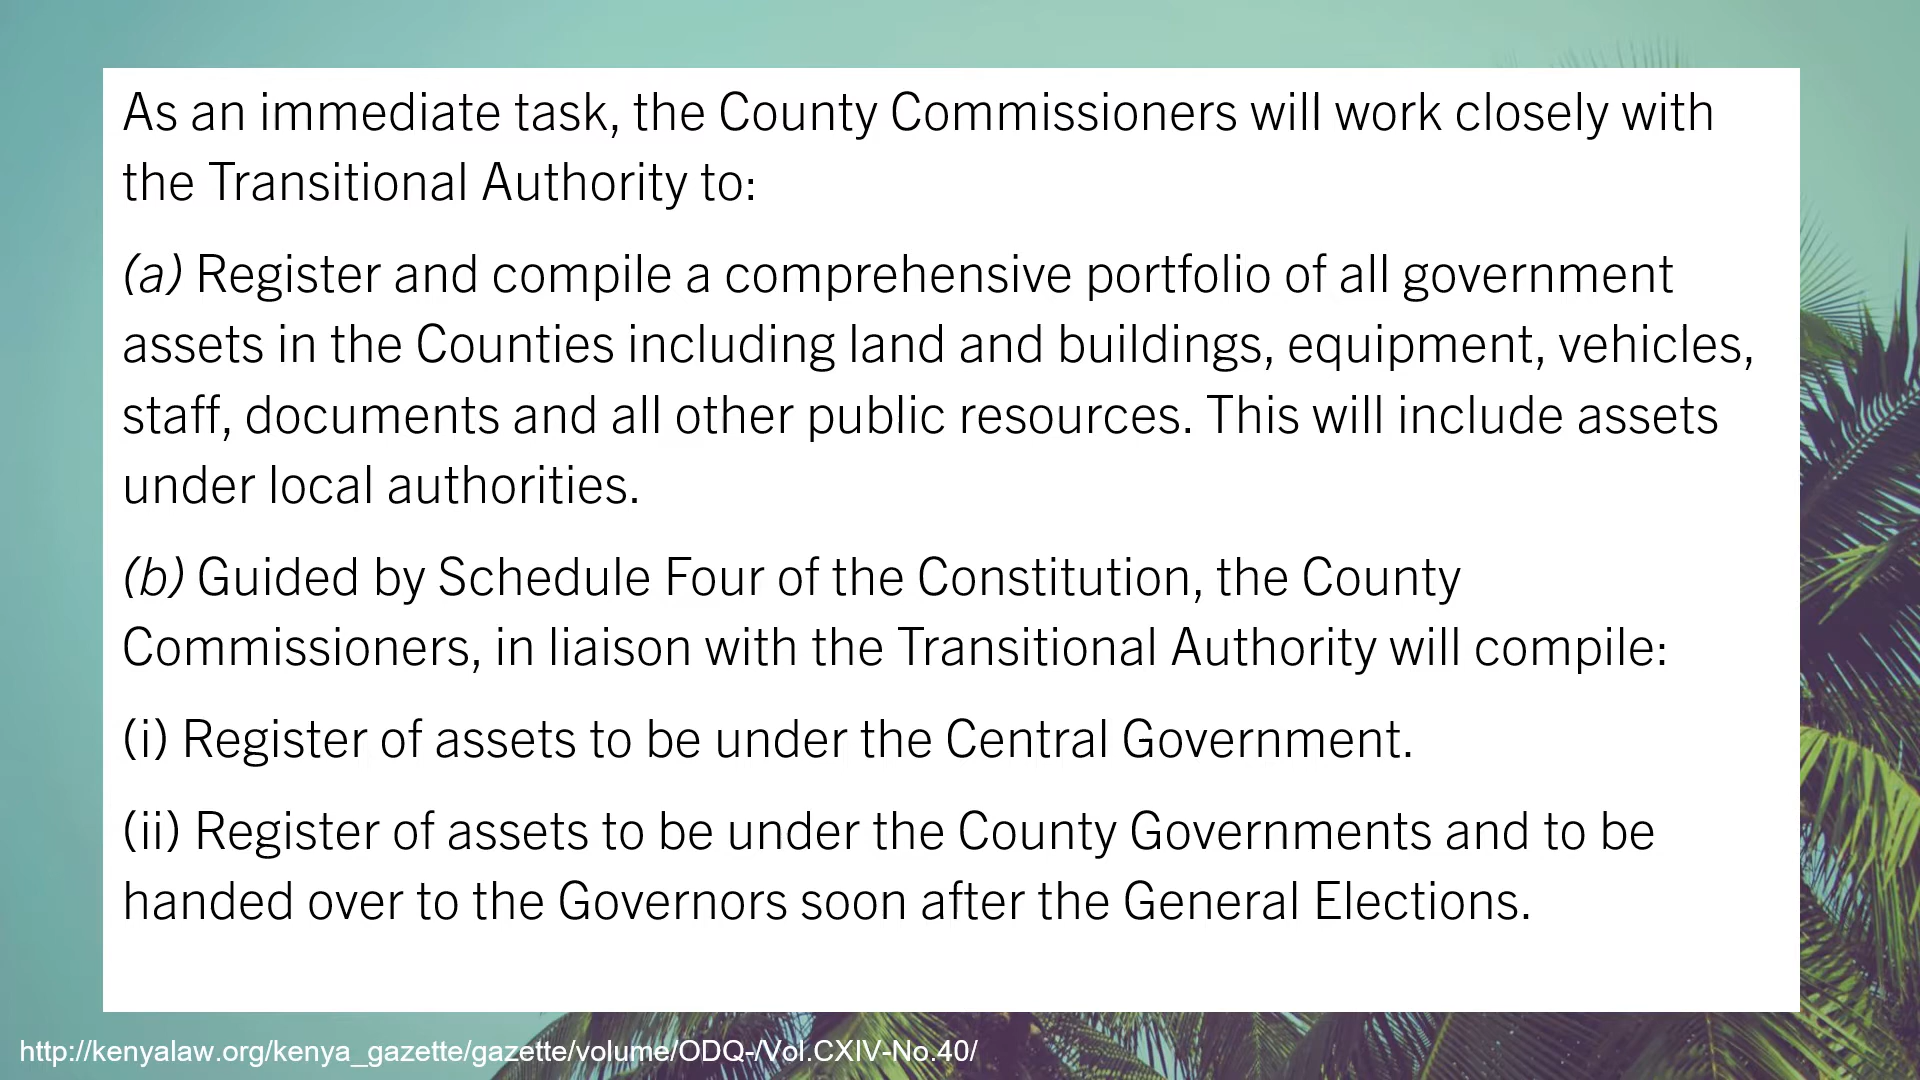 As an immediate task, the County Commissioners will work closely with
the Transitional Authority to:
(a) Register and compile a comprehensive portfolio of all government
assets in the Counties including land and buildings, equipment, vehicles,
staff, documents and all other public resources. This will include assets
under local authorities.
(b) Guided by Schedule Four of the Constitution, the County
Commissioners, in liaison with the Transitional Authority will compile:
(i) Register of assets to be under the Central Government.
(ii) Register of assets to be under the County Governments and to be
handed over to the Governors soon after the General Elections.
http://kenyalaw.org/kenya_gazette/gazette/volume/ODQ-/Vol.CXIV-No.40/